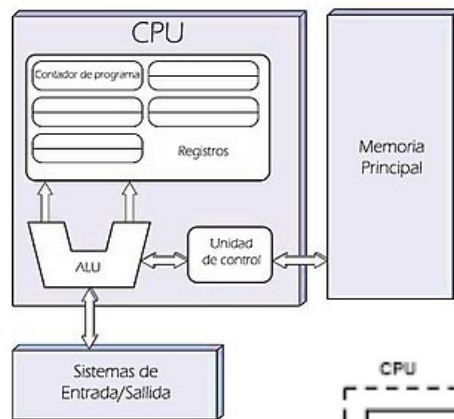 CPU
Contador de programa
Registros
ALU
Unidad
de control
Memoria
Principal
Sistemas de
Entrada/Sallida
CPU